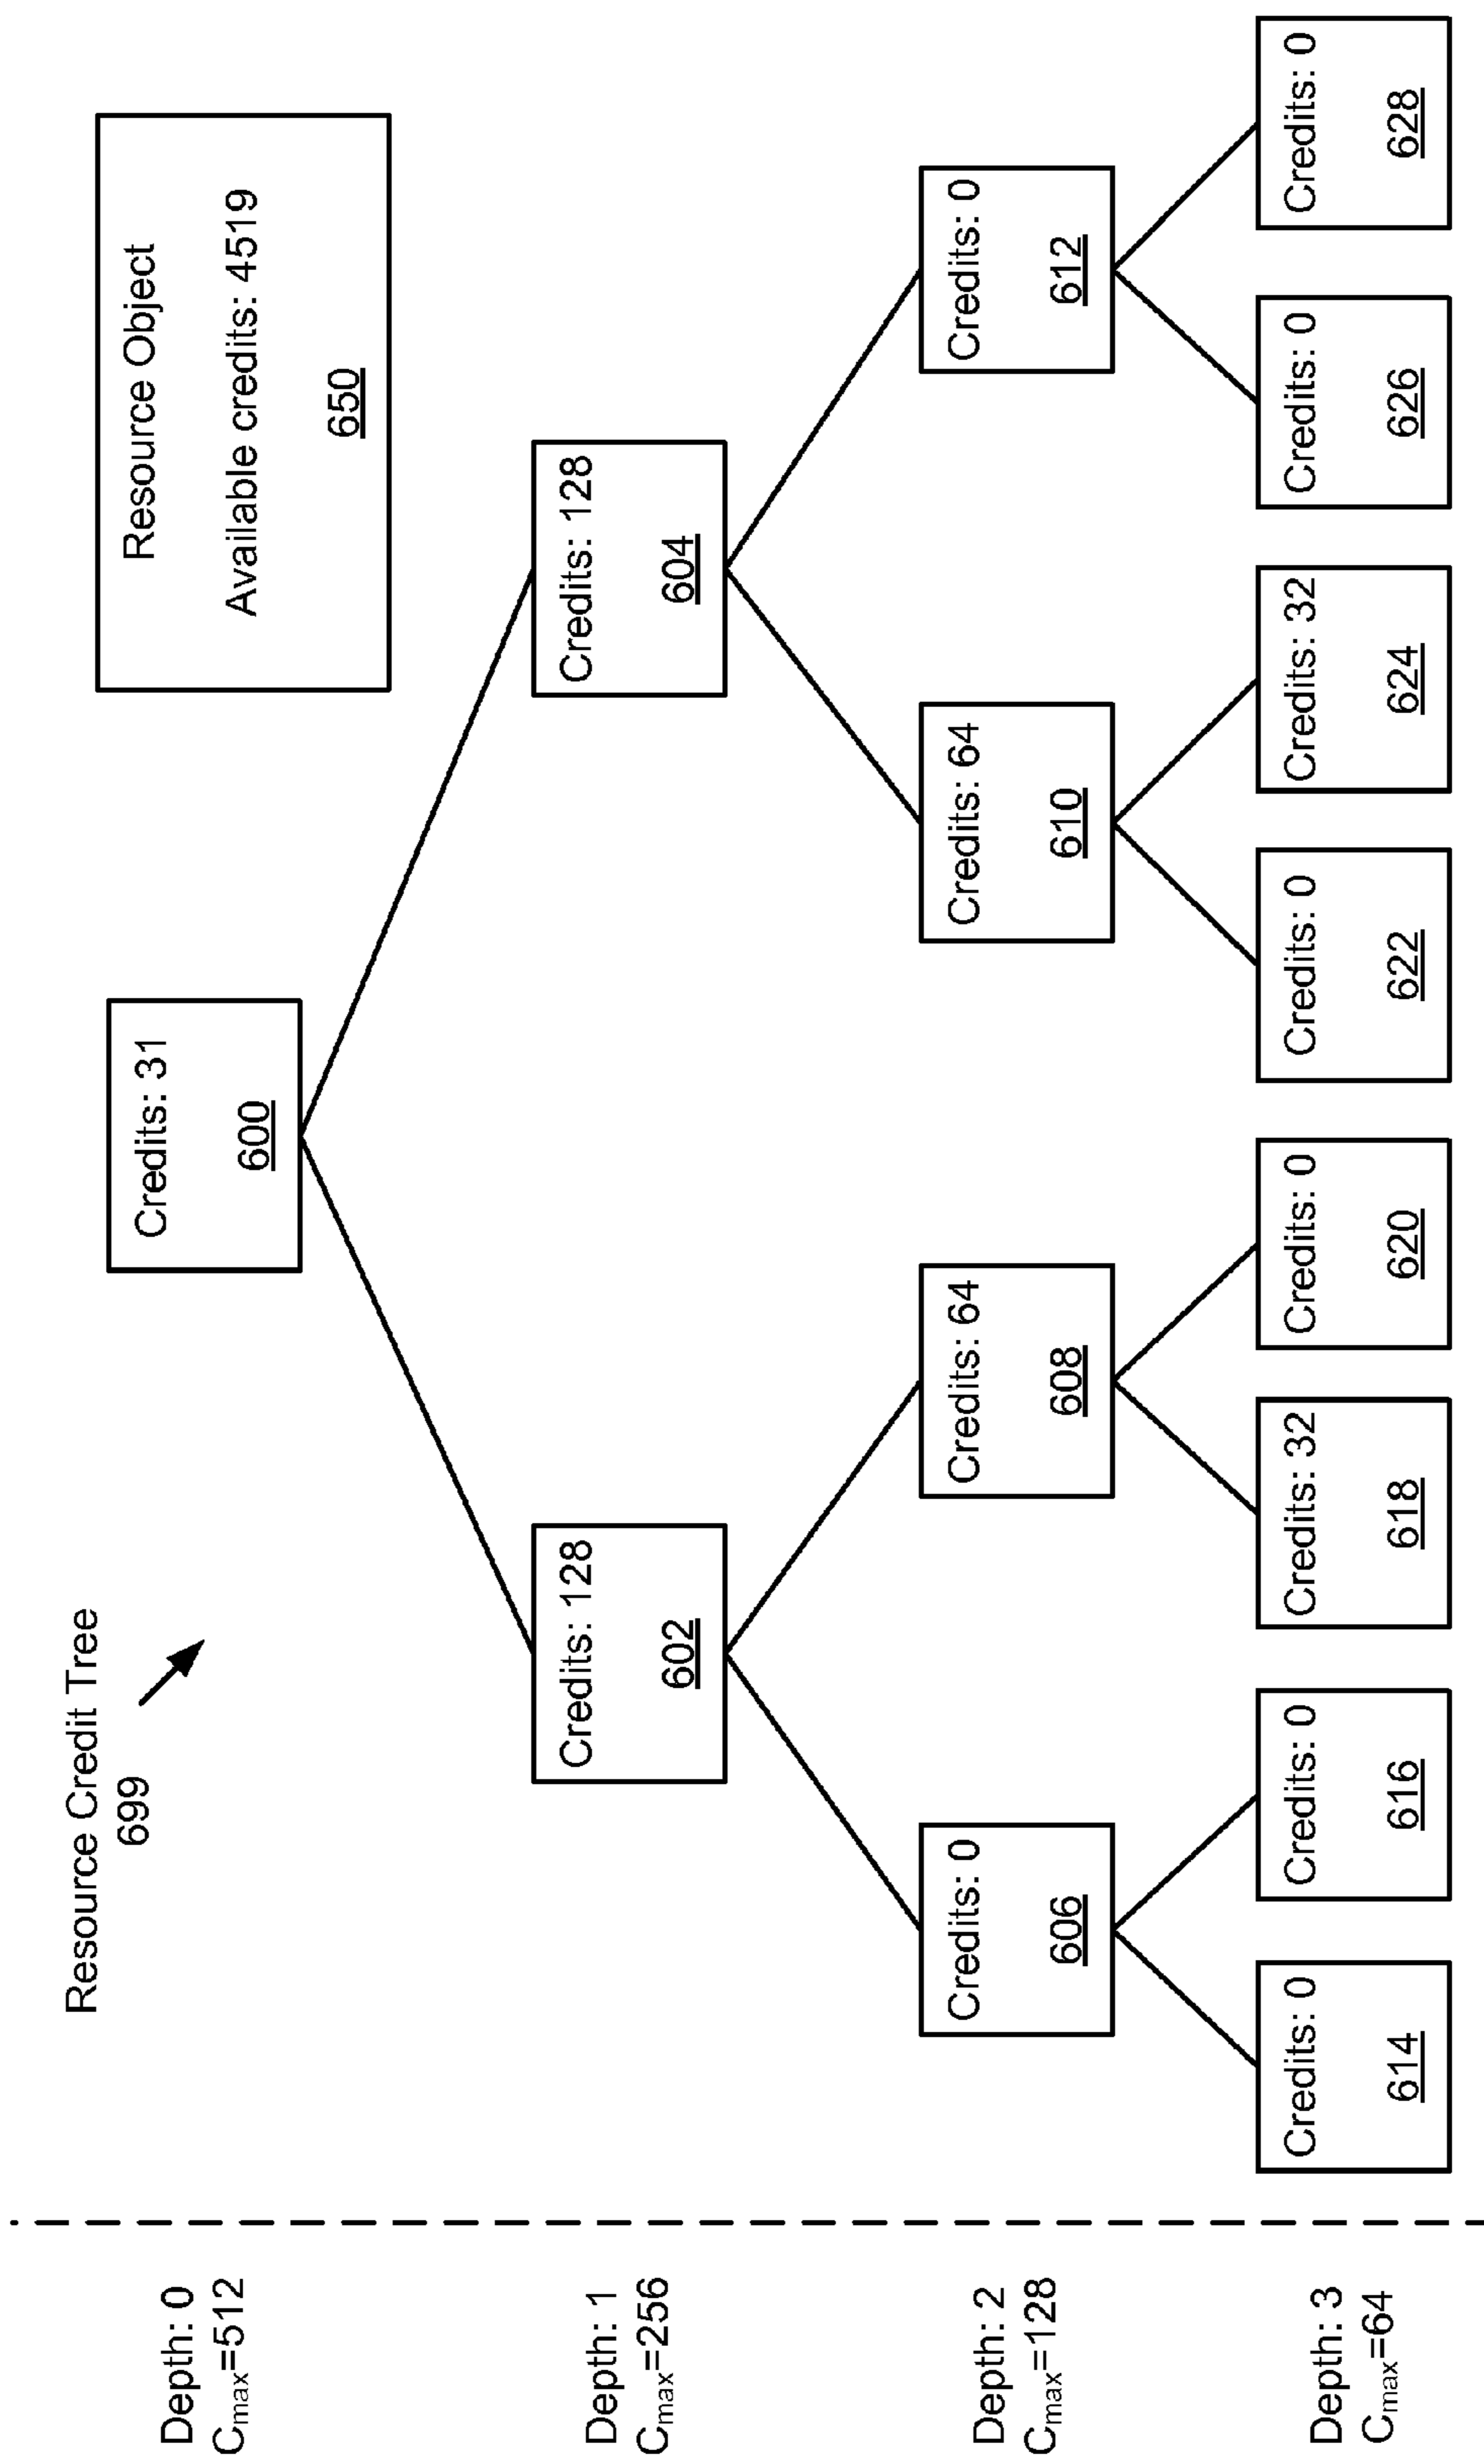 Resource Credit Tree
699
Resource Object
Available credits: 4519
650
Depth: 0
Cmax=512
Credits: 31
600
Depth: 1
Cmax=256
Credits: 128
602
Credits: 128
604
Depth: 2
Cmax=128
Credits: 0
606
Credits: 64
608
Credits: 64
610
Credits: 0
612
Depth: 3
Cmax=64
Credits: 0
614
Credits: 0
616
Credits: 32
618
Credits: 0
620
Credits: 0
622
Credits: 32
624
Credits: 0
626
Credits: 0
628